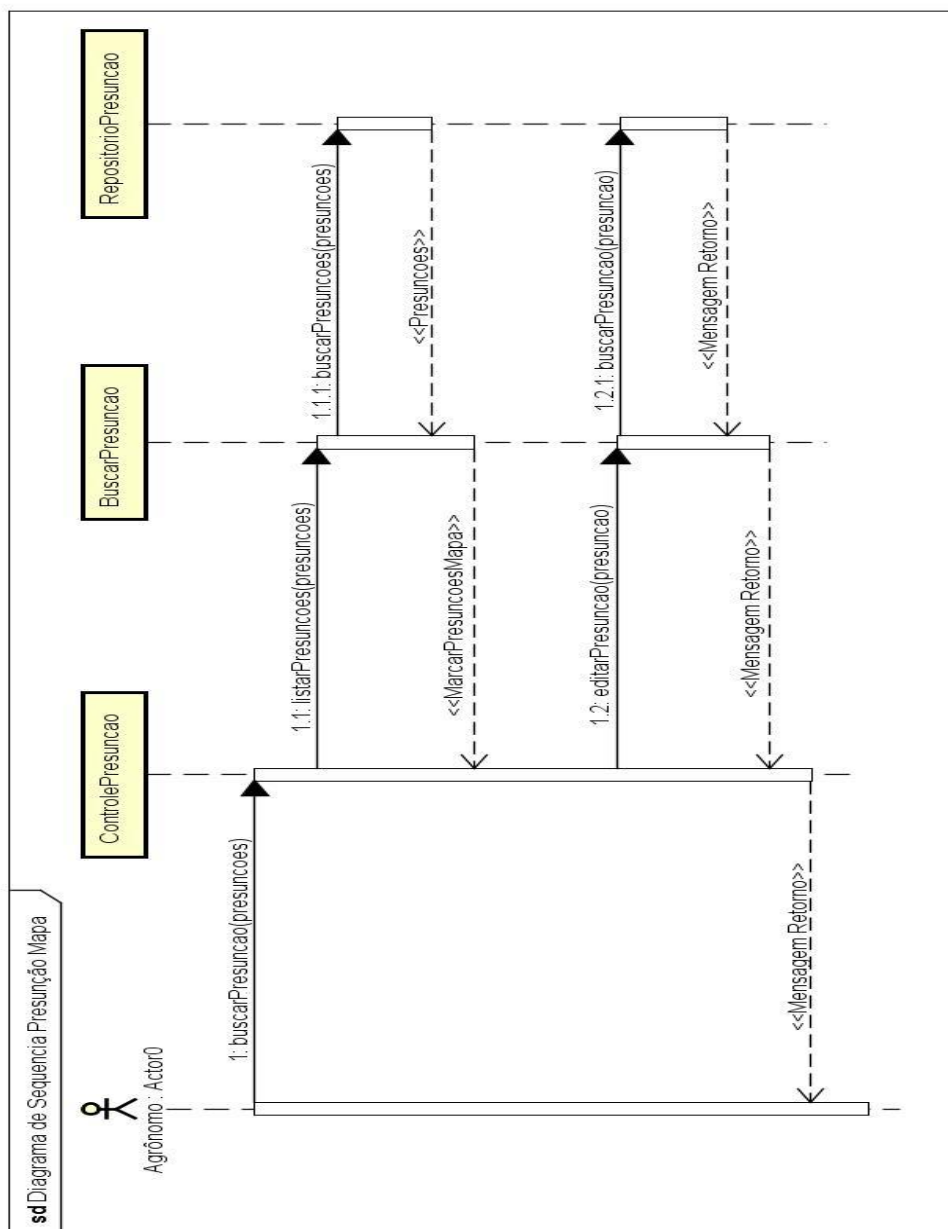 sd Diagrama de Sequencia Presunção Mapa
Agrônomo : Actor0
ControlePresuncao
BuscarPresuncao
RepositorioPresuncao
1: buscarPresuncao(presuncoes)
1.1: listarPresuncoes(presuncoes)
1.1.1: buscarPresuncoes(presuncoes)
<<Presuncoes>>
<<MarcarPresuncoesMapa>>
1.2: editarPresuncao(presuncao)
1.2.1: buscarPresuncao(presuncao)
<<Mensagem Retorno>>
<<Mensagem Retorno>>
<<Mensagem Retorno>>